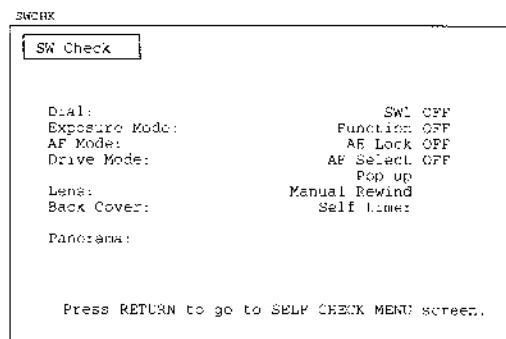 SWCHK
SW Check
Dial: SW1 OFF
Exposure Mode: Function OFF
AF Mode: AE Lock OFF
Drive Mode: AF Select OFF
Pop up
Lens: Manual Rewind
Back Cover: Self timer
Panorama:
Press RETURN to go to SELF CHECK MENU screen.